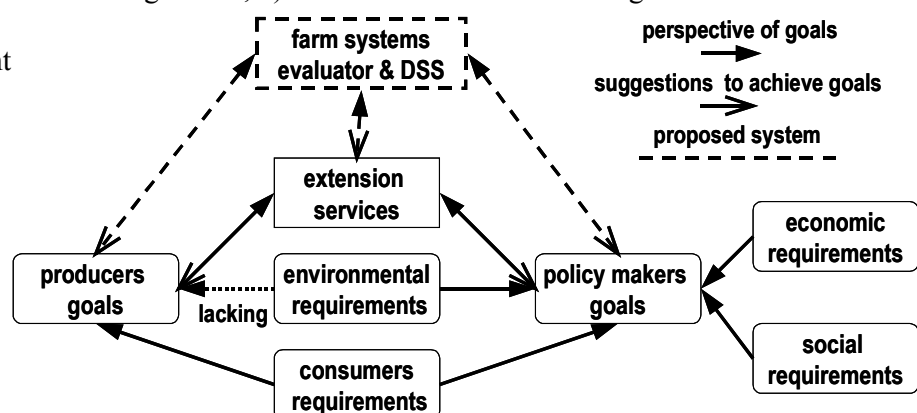 farm systems
evaluator & DSS
perspective of goals
suggestions to achieve goals
proposed system
extension
services
economic
requirements
producers
goals
lacking
environmental
requirements
policy makers
goals
consumers
requirements
social
requirements